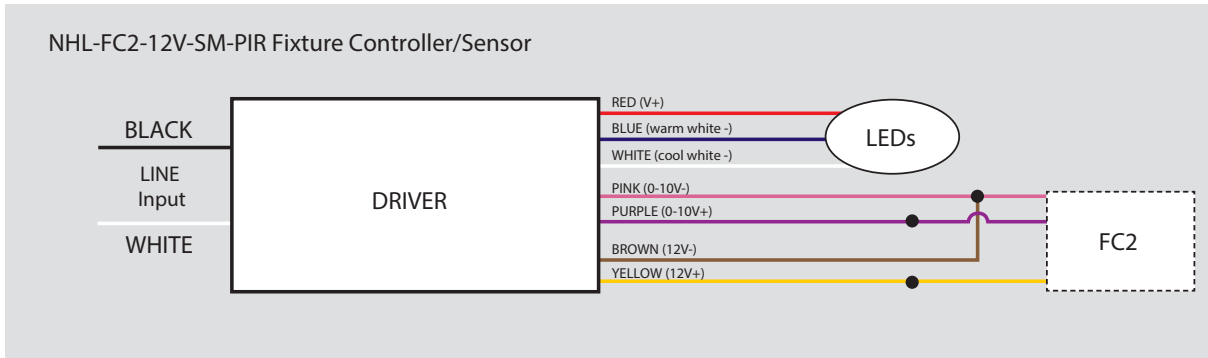 NHL-FC2-12V-SM-PIR Fixture Controller/Sensor
BLACK
LINE
Input
WHITE
DRIVER
RED (V+)
BLUE (warm white -)
WHITE (cool white -)
PINK (0-10V-)
PURPLE (0-10V+)
BROWN (12V-)
YELLOW (12V+)
LEDs
FC2